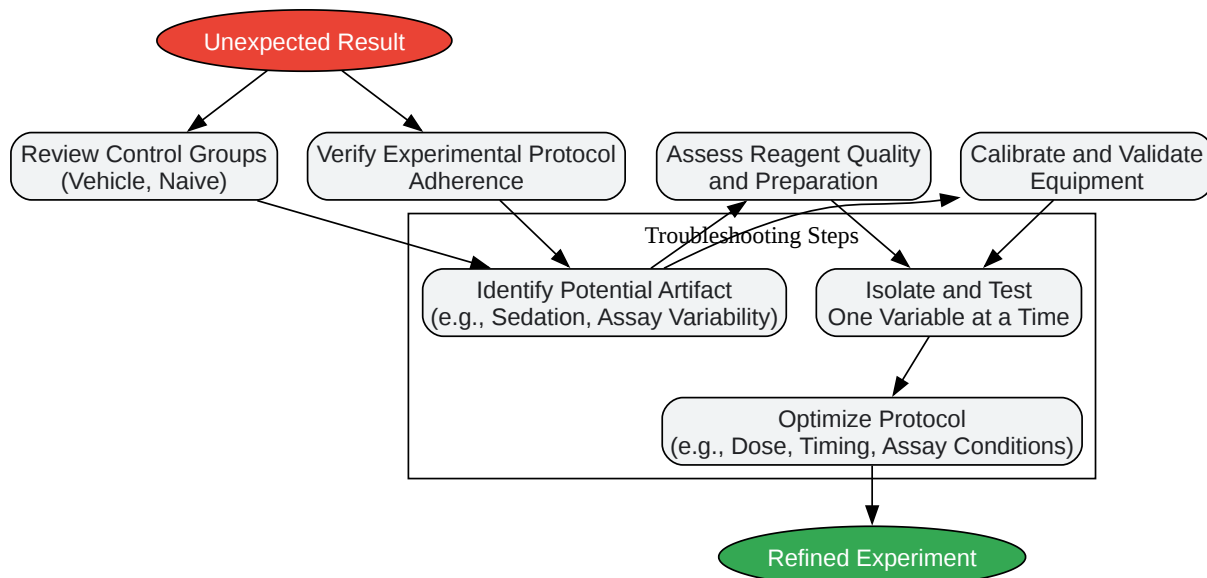 Unexpected Result
Review Control Groups
(Vehicle, Naive)
Verify Experimental Protocol
Adherence
Assess Reagent Quality
and Preparation
Calibrate and Validate
Equipment
Troubleshooting Steps
Identify Potential Artifact
(e.g., Sedation, Assay Variability)
Isolate and Test
One Variable at a Time
Optimize Protocol
(e.g., Dose, Timing, Assay Conditions)
Refined Experiment